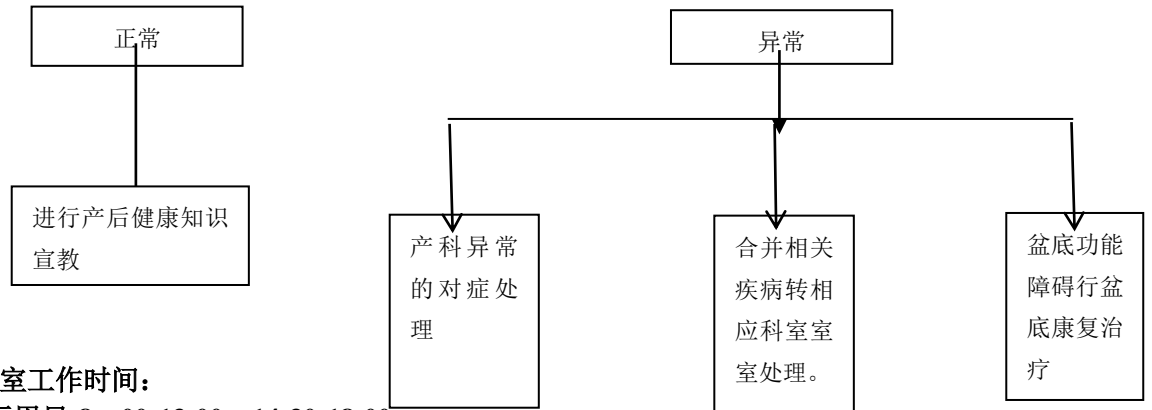 正常
异常
进行产后健康知识
宣教
产科异常
的对症处
理
合并相关
疾病转相
应科室室
室处理。
盆底功能
障碍行盆
底康复治
疗
室工作时间：